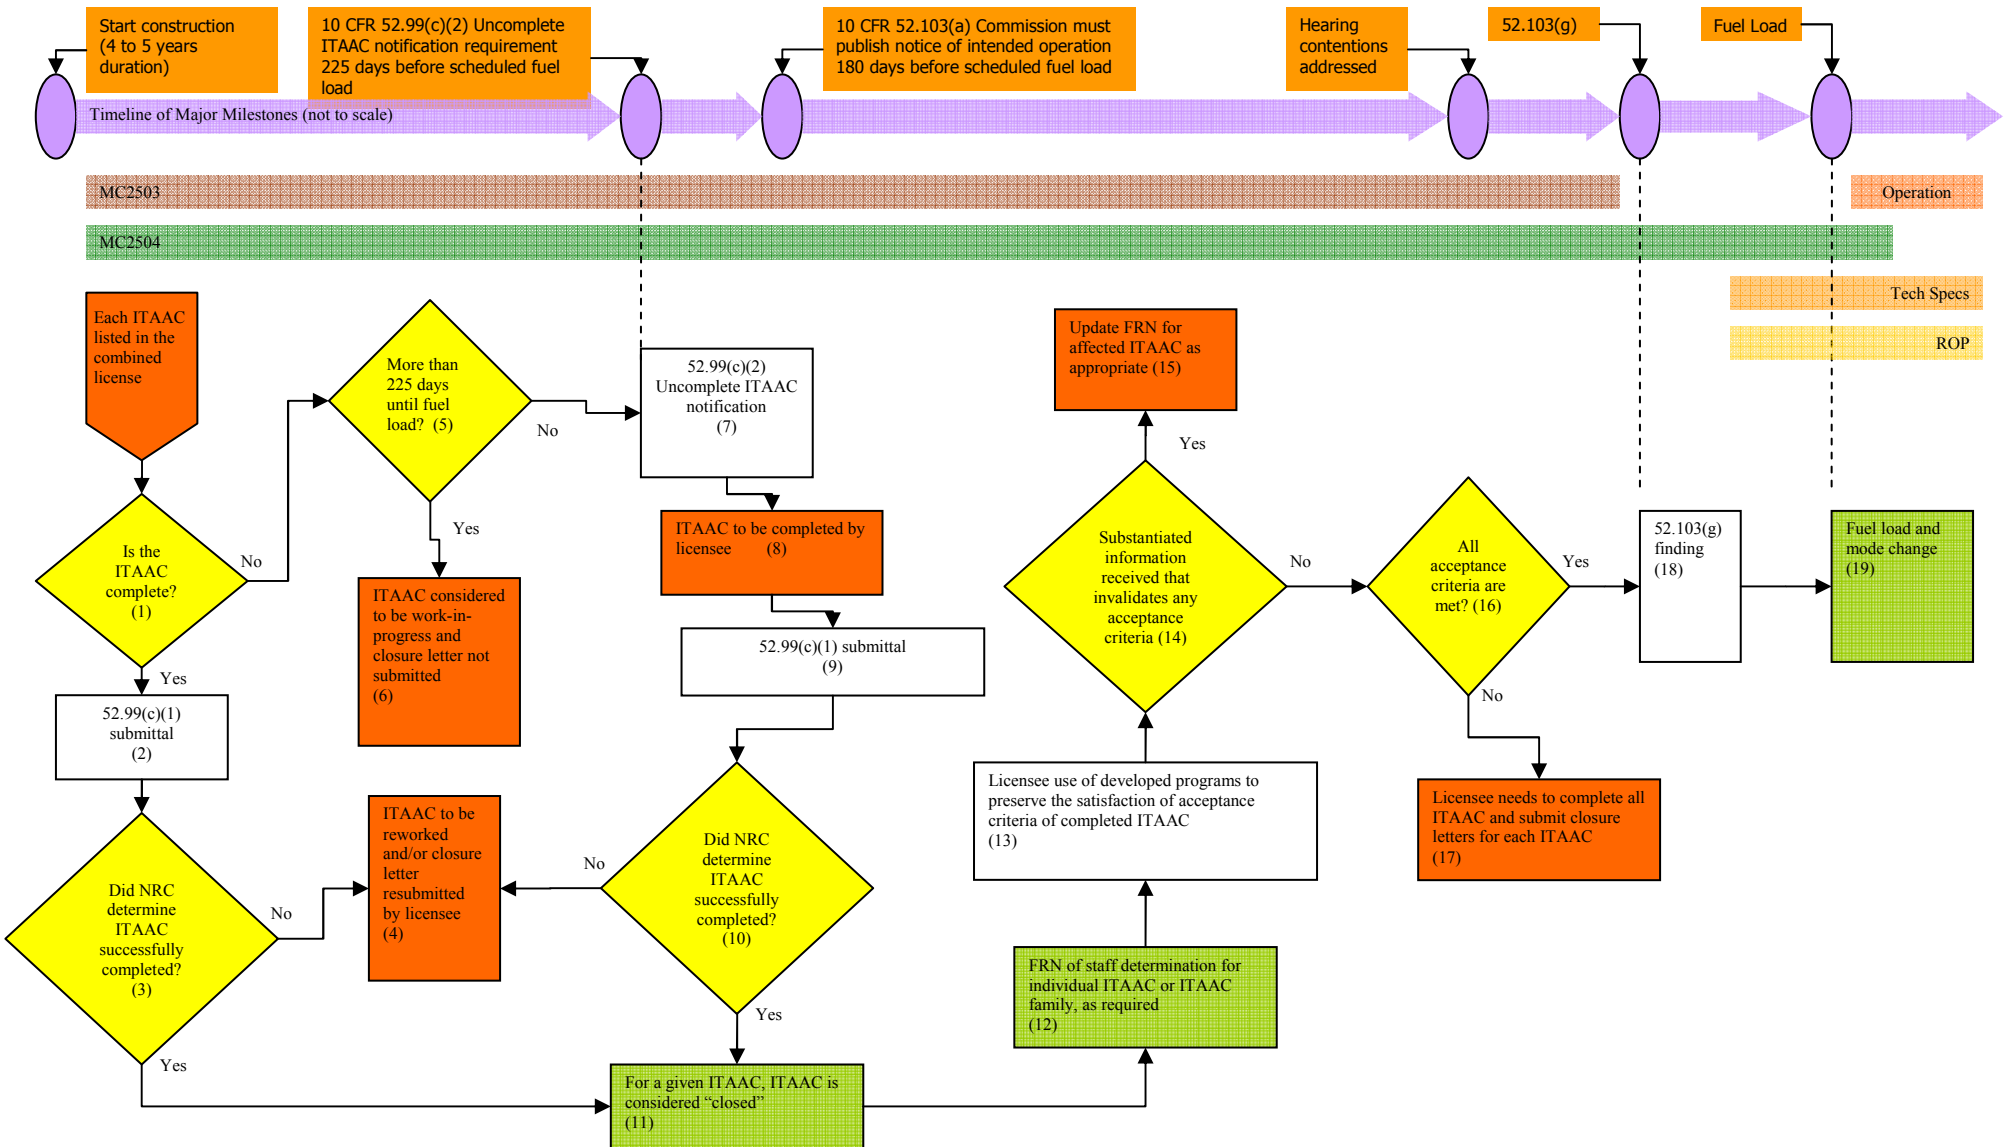 Start construction
(4 to 5 years
duration)
10 CFR 52.99(c)(2) Uncomplete
ITAAC notification requirement
225 days before scheduled fuel
load
10 CFR 52.103(a) Commission must
publish notice of intended operation
180 days before scheduled fuel load
Hearing
contentions
addressed
52.103(g)
Fuel Load
Timeline of Major Milestones (not to scale)
MC2503
Operation
MC2504
Tech Specs
ROP
Each ITAAC
listed in the
combined
license
Is the
ITAAC
complete?
(1)
No
Yes
52.99(c)(1)
submittal
(2)
Did NRC
determine
ITAAC
successfully
completed?
(3)
No
Yes
More than
225 days
until fuel
load? (5)
No
Yes
ITAAC considered
to be work-in-
progress and
closure letter not
submitted
(6)
ITAAC to be
reworked
and/or closure
letter
resubmitted
by licensee
(4)
52.99(c)(2)
Uncomplete ITAAC
notification
(7)
ITAAC to be completed by
licensee (8)
52.99(c)(1) submittal
(9)
Did NRC
determine
ITAAC
successfully
completed?
(10)
No
Yes
For a given ITAAC, ITAAC is
considered “closed”
(11)
FRN of staff determination for
individual ITAAC or ITAAC
family, as required
(12)
Licensee use of developed programs to
preserve the satisfaction of acceptance
criteria of completed ITAAC
(13)
Substantiated
information
received that
invalidates any
acceptance
criteria (14)
Yes
No
Update FRN for
affected ITAAC as
appropriate (15)
All
acceptance
criteria are
met? (16)
Yes
No
Licensee needs to complete all
ITAAC and submit closure
letters for each ITAAC
(17)
52.103(g)
finding
(18)
Fuel load and
mode change
(19)